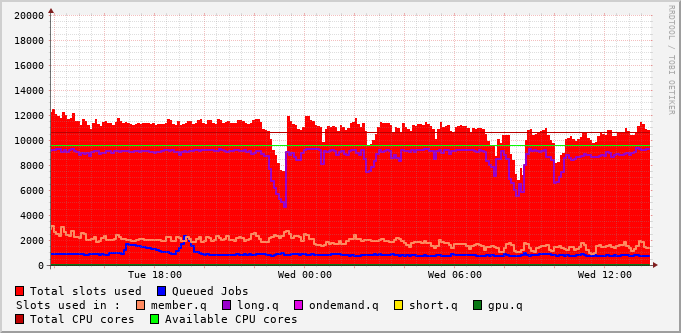 20000
18000
16000
14000
12000
10000
8000
6000
4000
2000
0
Tue 18:00 Wed 00:00 Wed 06:00 Wed 12:00
RRDTOOL / TOBI OETIKER
Total slots used Queued Jobs
Slots used in : member.q long.q ondemand.q short.q gpu.q
Total CPU cores Available CPU cores